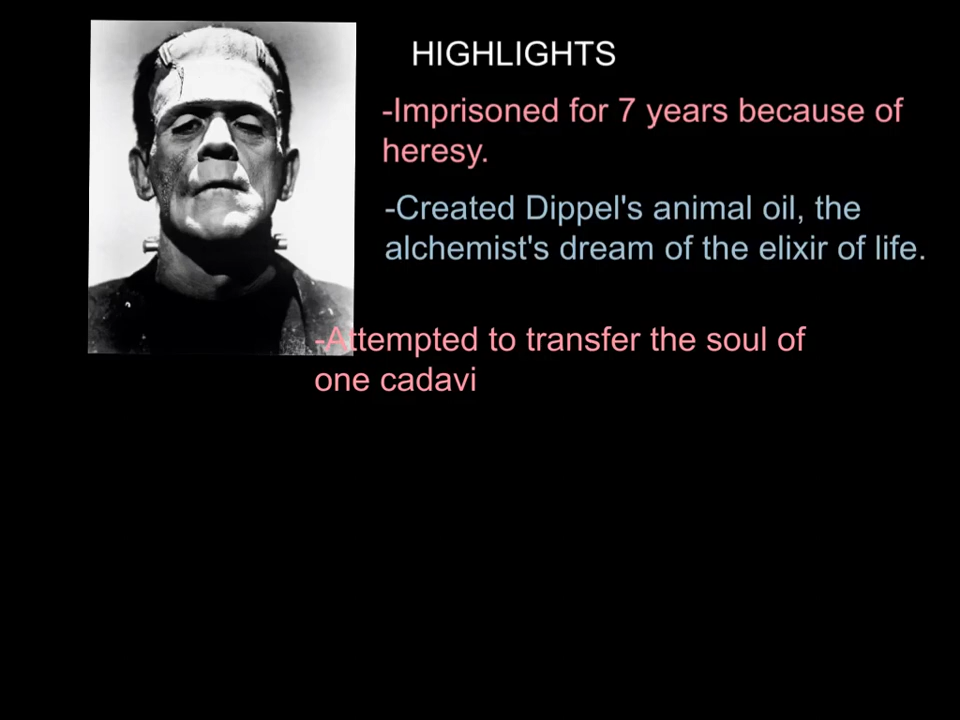 HIGHLIGHTS
-Imprisoned for 7 years because of
heresy.
-Created Dippel's animal oil, the
alchemist's dream of the elixir of life.
-Attempted to transfer the soul of
one cadavi